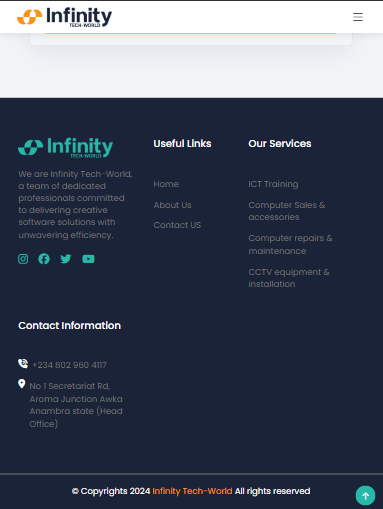 Infinity
TECH-WORLD
Infinity
TECH-WORLD
We are Infinity Tech-World,
a team of dedicated
professionals committed
to delivering creative
software solutions with
unwavering efficiency.
Useful Links
Home
About Us
Contact US
Our Services
ICT Training
Computer Sales &
accessories
Computer repairs &
maintenance
CCTV equipment &
installation
Contact Information
+234 802 960 4117
No 1 Secretariat Rd,
Aroma Junction Awka
Anambra state (Head
Office)
© Copyrights 2024 Infinity Tech-World All rights reserved